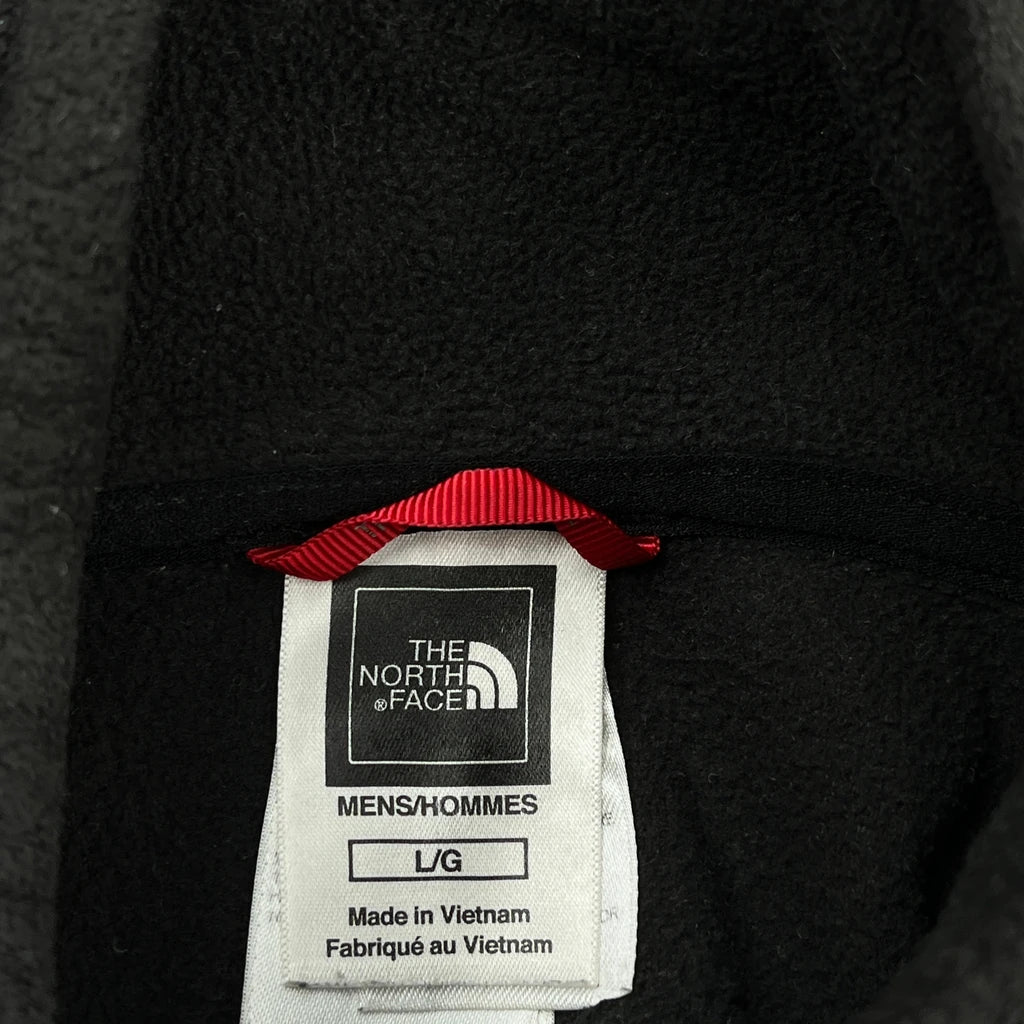 THE
NORTH
®FACE
MENS/HOMMES
L/G
Made in Vietnam
Fabriqué au Vietnam